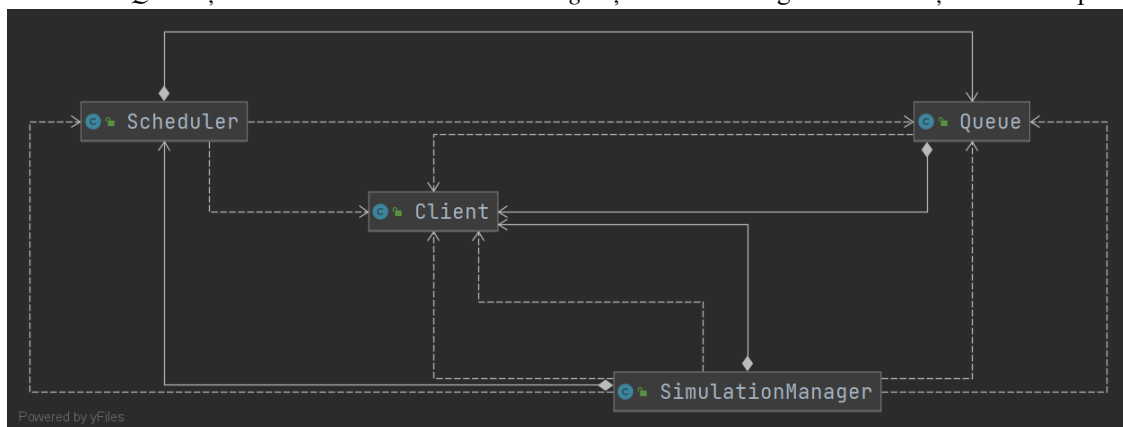 Scheduler
Queue
Client
SimulationManager
Powered by yFiles